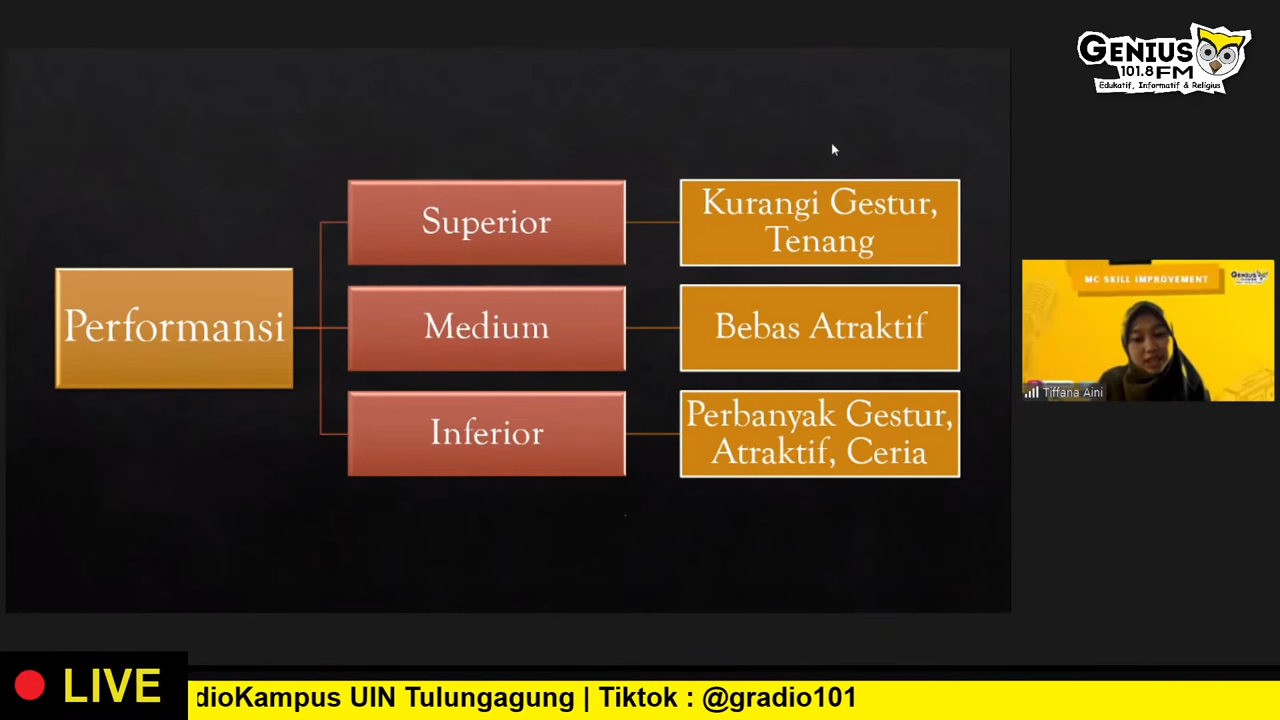 GENIUS
101.8 FM
Edukatif, Informatif & Religius
Performansi
Superior
Kurangi Gestur,
Tenang
Medium
Bebas Atraktif
Inferior
Perbanyak Gestur,
Atraktif, Ceria
MC SKILL IMPROVEMENT
GENIUS
Tiffana Aini
LIVE
dioKampus UIN Tulungagung | Tiktok : @gradio101